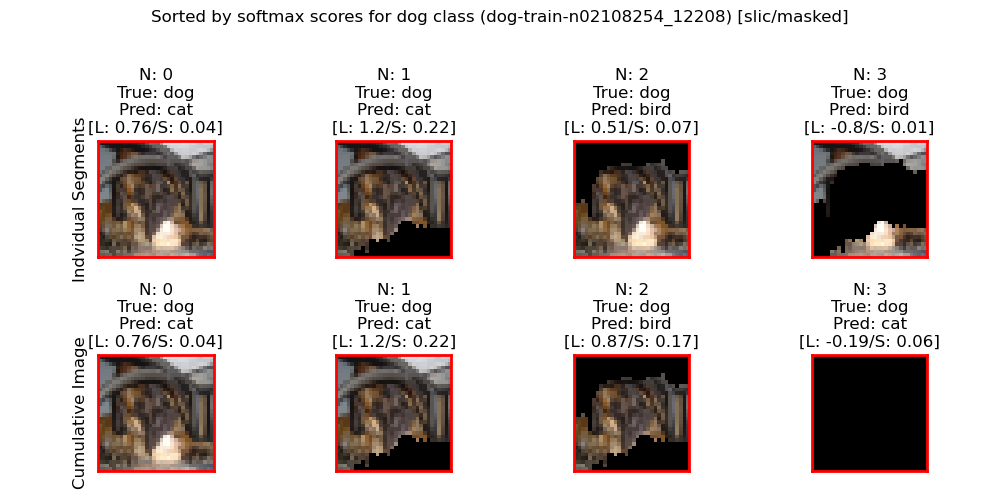 Sorted by softmax scores for dog class (dog-train-n02108254_12208) [slic/masked]
Indvidual Segments
N: 0
True: dog
Pred: cat
[L: 0.76/S: 0.04]
N: 1
True: dog
Pred: cat
[L: 1.2/S: 0.22]
N: 2
True: dog
Pred: bird
[L: 0.51/S: 0.07]
N: 3
True: dog
Pred: bird
[L: -0.8/S: 0.01]
Cumulative Image
N: 0
True: dog
Pred: cat
[L: 0.76/S: 0.04]
N: 1
True: dog
Pred: cat
[L: 1.2/S: 0.22]
N: 2
True: dog
Pred: bird
[L: 0.87/S: 0.17]
N: 3
True: dog
Pred: cat
[L: -0.19/S: 0.06]